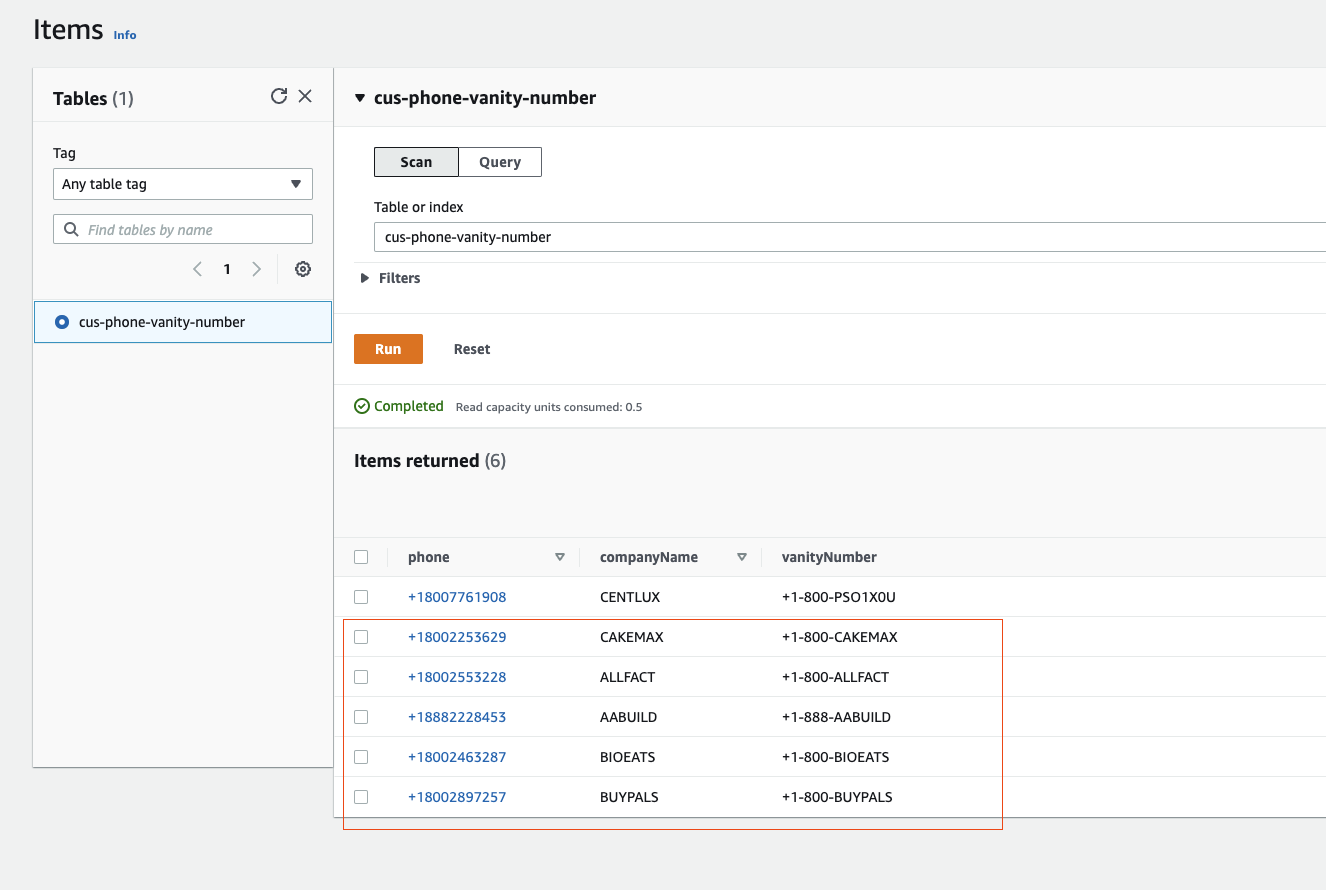 Items Info
Tables (1)
Tag
Any table tag
Find tables by name
1
cus-phone-vanity-number
cus-phone-vanity-number
Scan Query
Table or index
cus-phone-vanity-number
Filters
Run Reset
Completed Read capacity units consumed: 0.5
Items returned (6)
phone companyName vanityNumber
+18007761908 CENTLUX +1-800-PSO1X0U
+18002253629 CAKEMAX +1-800-CAKEMAX
+18002553228 ALLFACT +1-800-ALLFACT
+18882228453 AABUILD +1-888-AABUILD
+18002463287 BIOEATS +1-800-BIOEATS
+18002897257 BUYPALS +1-800-BUYPALS